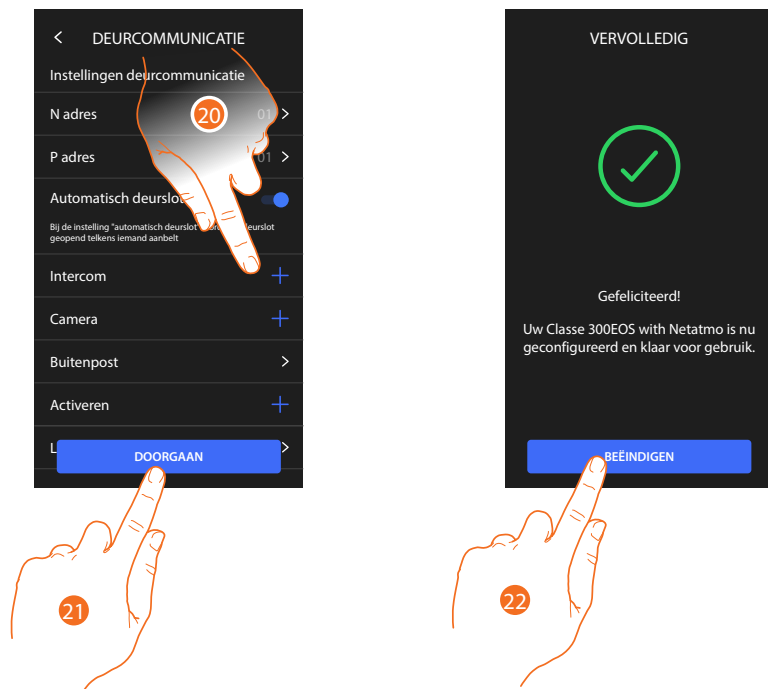 DEURCOMMUNICATIE
Instellingen deurcommunicatie
N adres 01
20
P adres 01
Automatisch deurslo
Bij de instelling "automatisch deurslot"
geopend telkens iemand aanbelt
Intercom
Camera
Buitenpost
Activeren
L
DOORGAAN
21
VERVOLLEDIG
Gefeliciteerd!
Uw Classe 300EOS with Netatmo is nu
geconfigureerd en klaar voor gebruik.
BEËINDIGEN
22